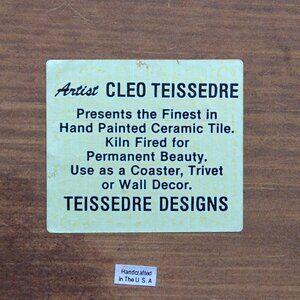 Artist CLEO TEISSEDRE
Presents the Finest in
Hand Painted Ceramic Tile.
Kiln Fired for
Permanent Beauty.
Use as a Coaster, Trivet
or Wall Decor.
TEISSEDRE DESIGNS
Handcrafted
In The U.S.A